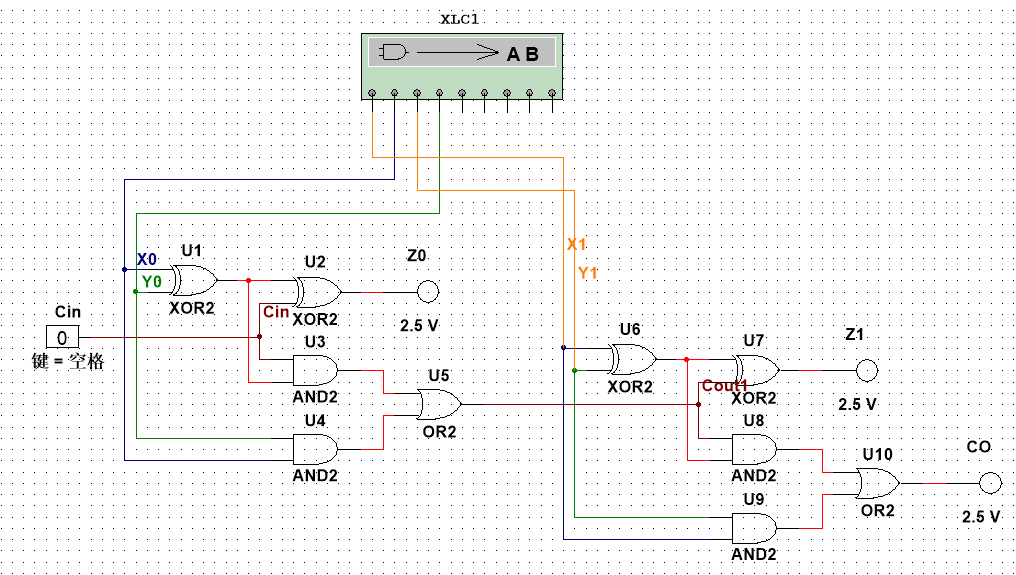 XLC1
A B
X1
Y1
U1
X0
Y0
XOR2
U2
Z0
Cin
XOR2
2.5 V
Cin
0
键 = 空格
U3
AND2
U4
AND2
U5
OR2
U6
XOR2
U7
Z1
Cout1
XOR2
2.5 V
U8
AND2
U9
AND2
U10
OR2
CO
2.5 V